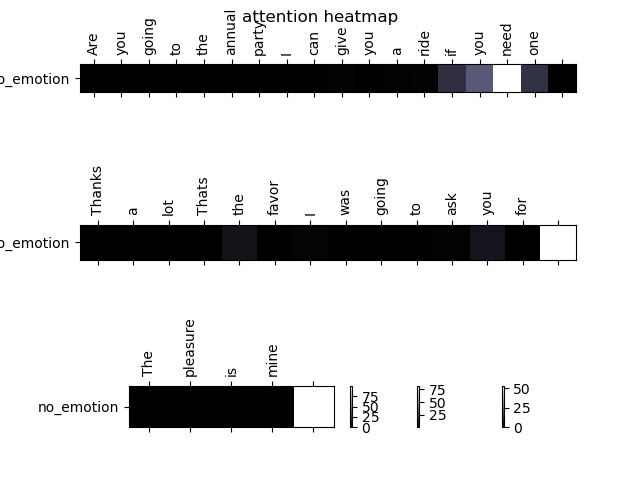 attention heatmap
Are you going to the annual party I can give you a ride if you need one
o_emotion
Thanks a lot Thats the favor I was going to ask you for
o_emotion
The pleasure is mine
no_emotion
75
50
25
0
75
50
25
50
25
0